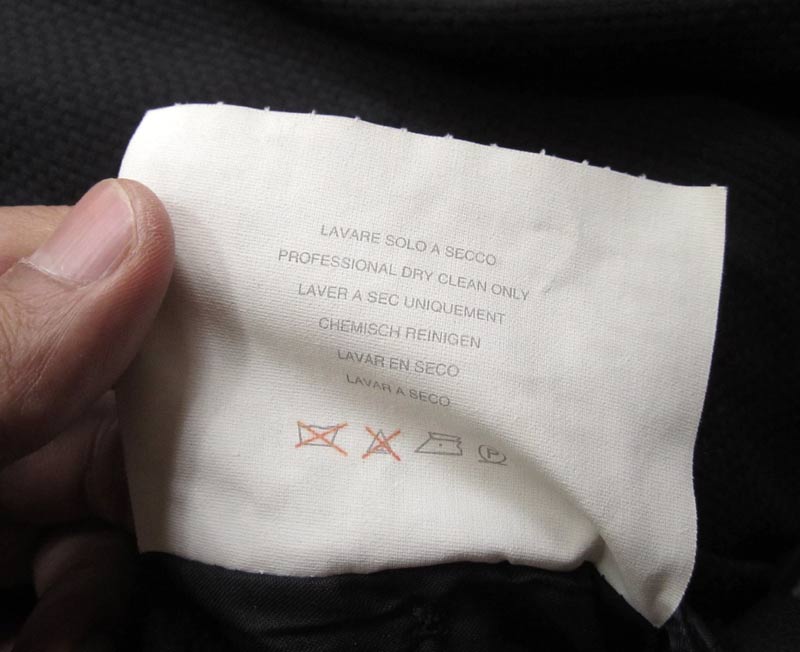 LAVARE SOLO A SECCO
PROFESSIONAL DRY CLEAN ONLY
LAVER A SEC UNIQUEMENT
CHEMISCH REINIGEN
LAVAR EN SECO
LAVAR A SECO
P